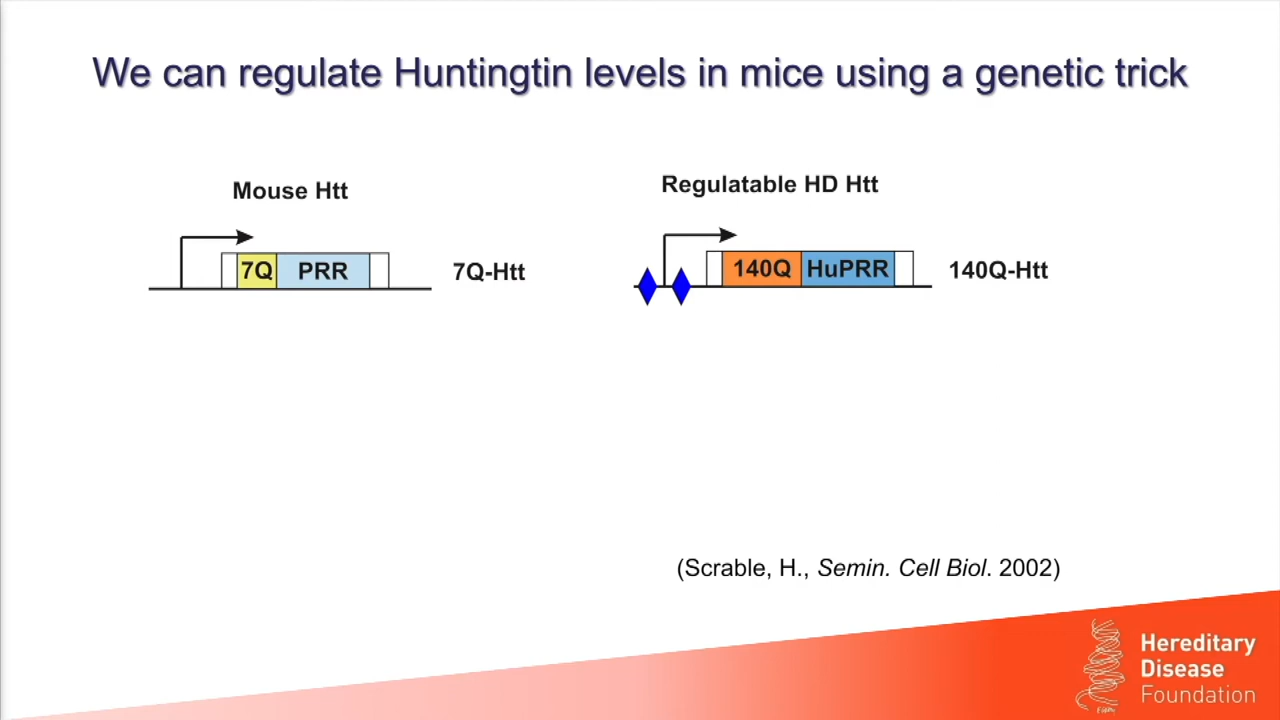 We can regulate Huntingtin levels in mice using a genetic trick
Mouse Htt
7Q PRR
7Q-Htt
Regulatable HD Htt
140Q HuPRR
140Q-Htt
(Scrable, H., Semin. Cell Biol. 2002)
Hereditary
Disease
Foundation